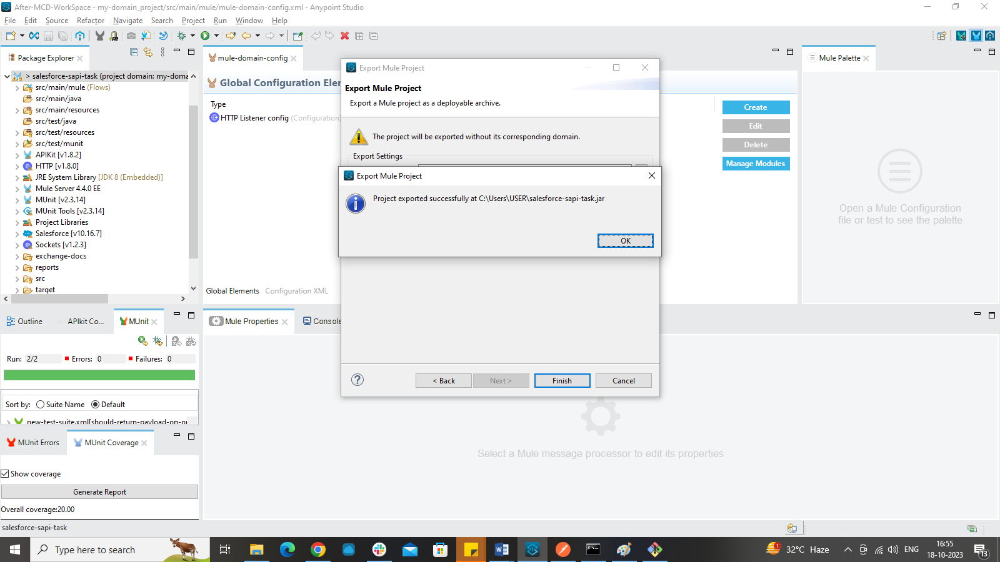 After-MCD-WorkSpace - my-domain_project/src/main/mule/mule-domain-config.xml - Anypoint Studio
File Edit Source Refactor Navigate Search Project Run Window Help
Package Explorer
> salesforce-sapi-task (project domain: my-doma
src/main/mule (Flows)
src/main/java
src/main/resources
src/test/java
src/test/resources
src/test/munit
APIKit [v1.8.2]
HTTP [v1.8.0]
JRE System Library [JDK 8 (Embedded)]
Mule Server 4.4.0 EE
MUnit [v2.3.14]
MUnit Tools [v2.3.14]
Project Libraries
Salesforce [v10.16.7]
Sockets [v1.2.3]
exchange-docs
reports
src
target
mule-domain-config
Global Configuration Eler
Type
HTTP Listener config (Configuration)
Create
Edit
Delete
Manage Modules
Global Elements Configuration XML
Mule Palette
Open a Mule Configuration
file or test to see the palette
Export Mule Project
Export Mule Project
Export a Mule project as a deployable archive.
The project will be exported without its corresponding domain.
Export Settings
Export Mule Project
Project exported successfully at C:\Users\USER\salesforce-sapi-task.jar
OK
?
< Back Next > Finish Cancel
Outline APIkit Co... MUnit
Run: 2/2 Errors: 0 Failures: 0
Sort by: Suite Name Default
new-test-suite.xml[should-return-payload-on-or
MUnit Errors MUnit Coverage
Show coverage
Generate Report
Overall coverage:20.00
Mule Properties Console
Select a Mule message processor to edit its properties
salesforce-sapi-task
Type here to search
1
32°C Haze
ENG
16:55
18-10-2023
13